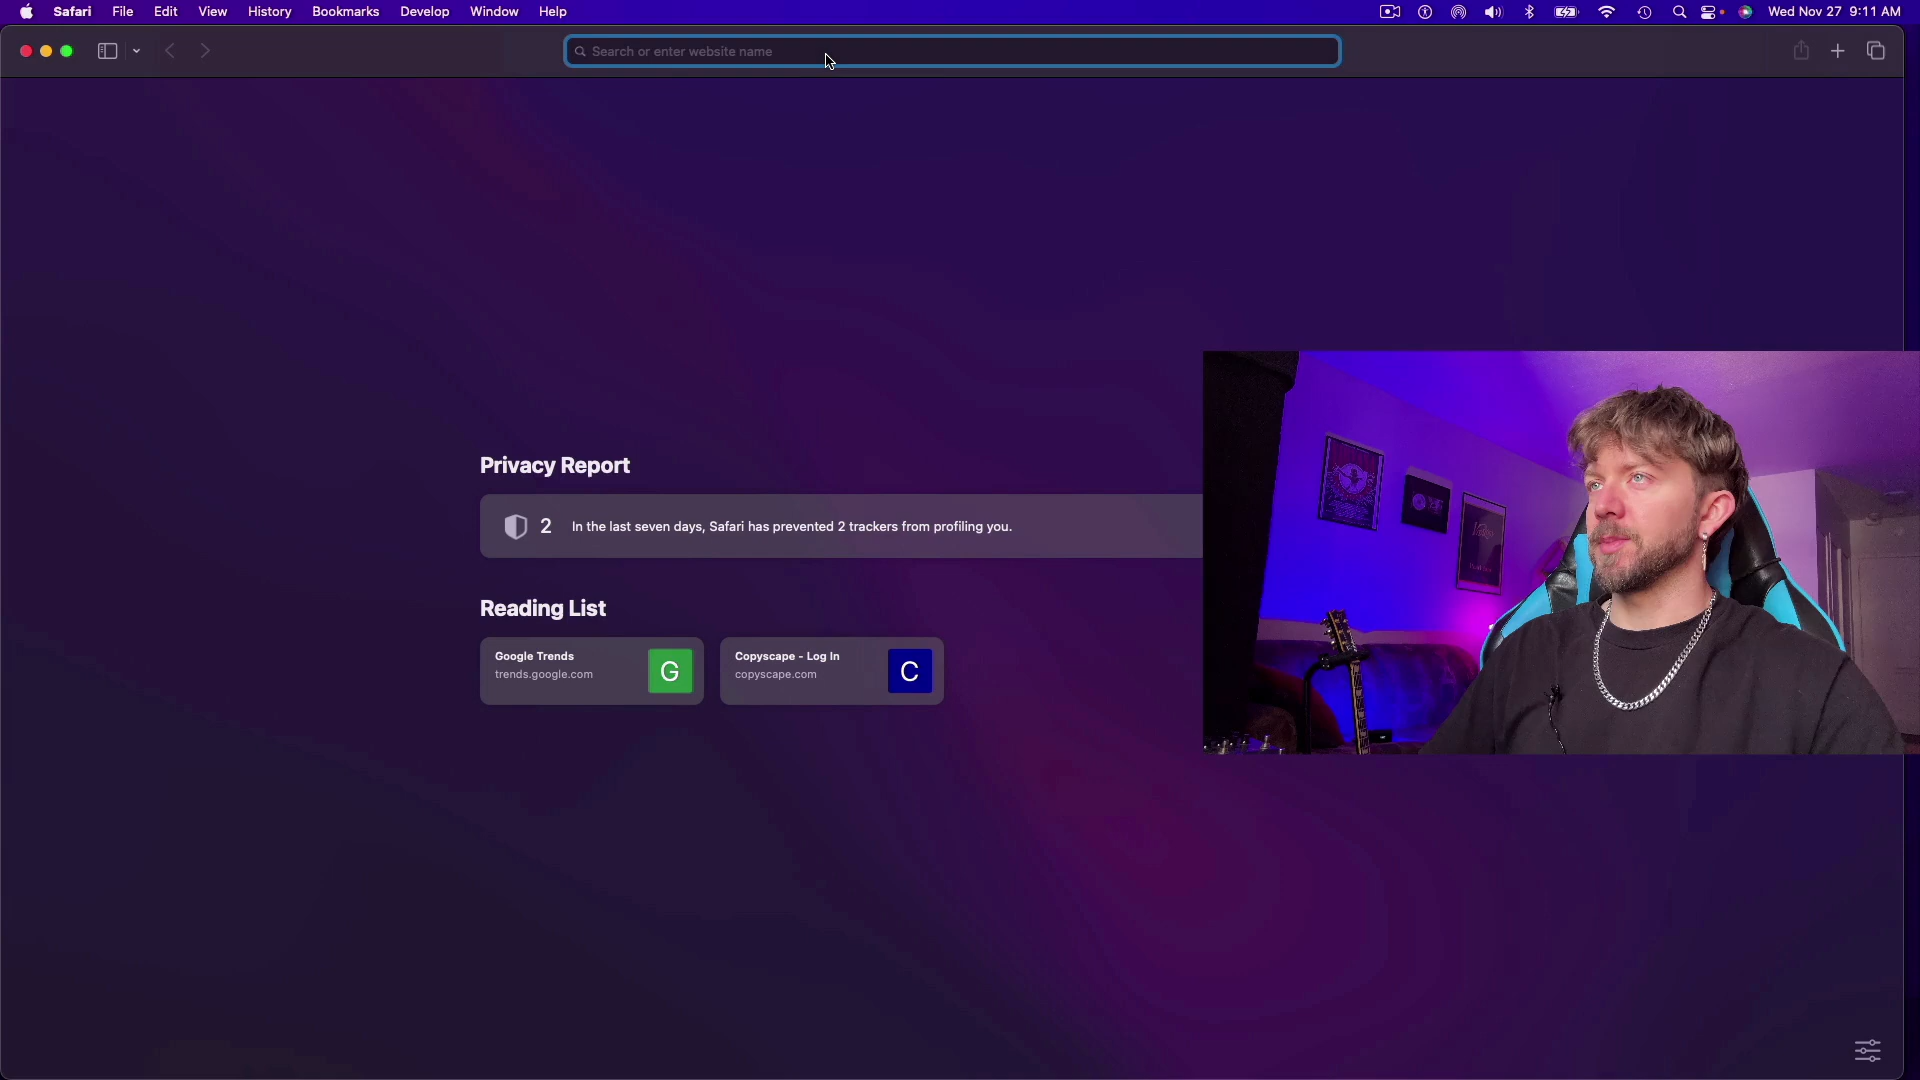 Safari File Edit View History Bookmarks Develop Window Help Wed Nov 27 9:11 AM
Search or enter website name
Privacy Report
2 In the last seven days, Safari has prevented 2 trackers from profiling you.
Reading List
Google Trends
trends.google.com
G
Copyscape - Log In
copyscape.com
C